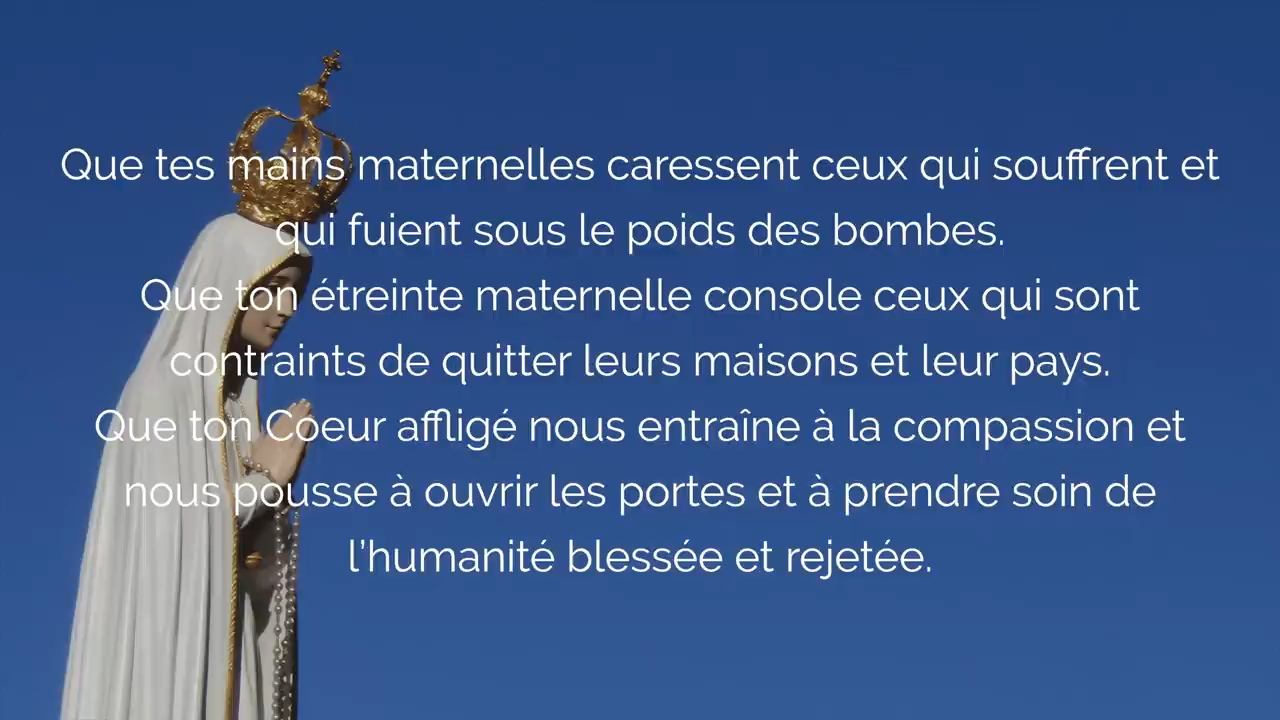 Que tes mains maternelles caressent ceux qui souffrent et
qui fuient sous le poids des bombes.
Que ton étreinte maternelle console ceux qui sont
contraints de quitter leurs maisons et leur pays.
Que ton Coeur affligé nous entraîne à la compassion et
nous pousse à ouvrir les portes et à prendre soin de
l'humanité blessée et rejetée.